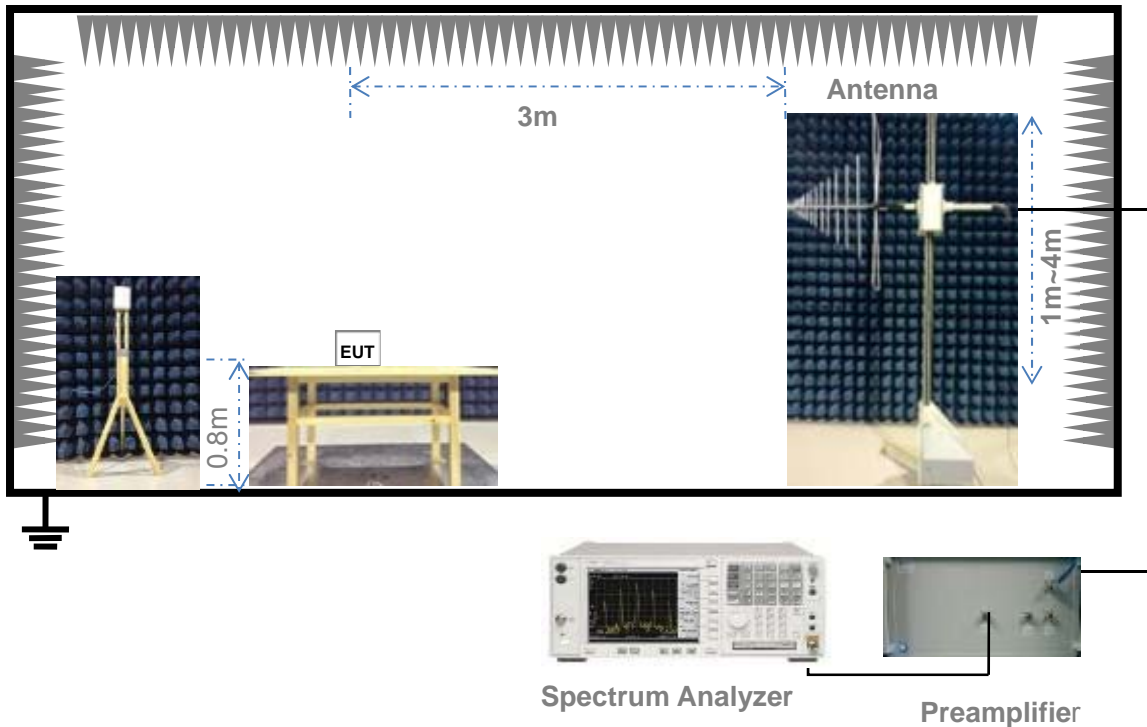 Antenna
3m
1m~4m
EUT
0.8m
Spectrum Analyzer
Preamplifier